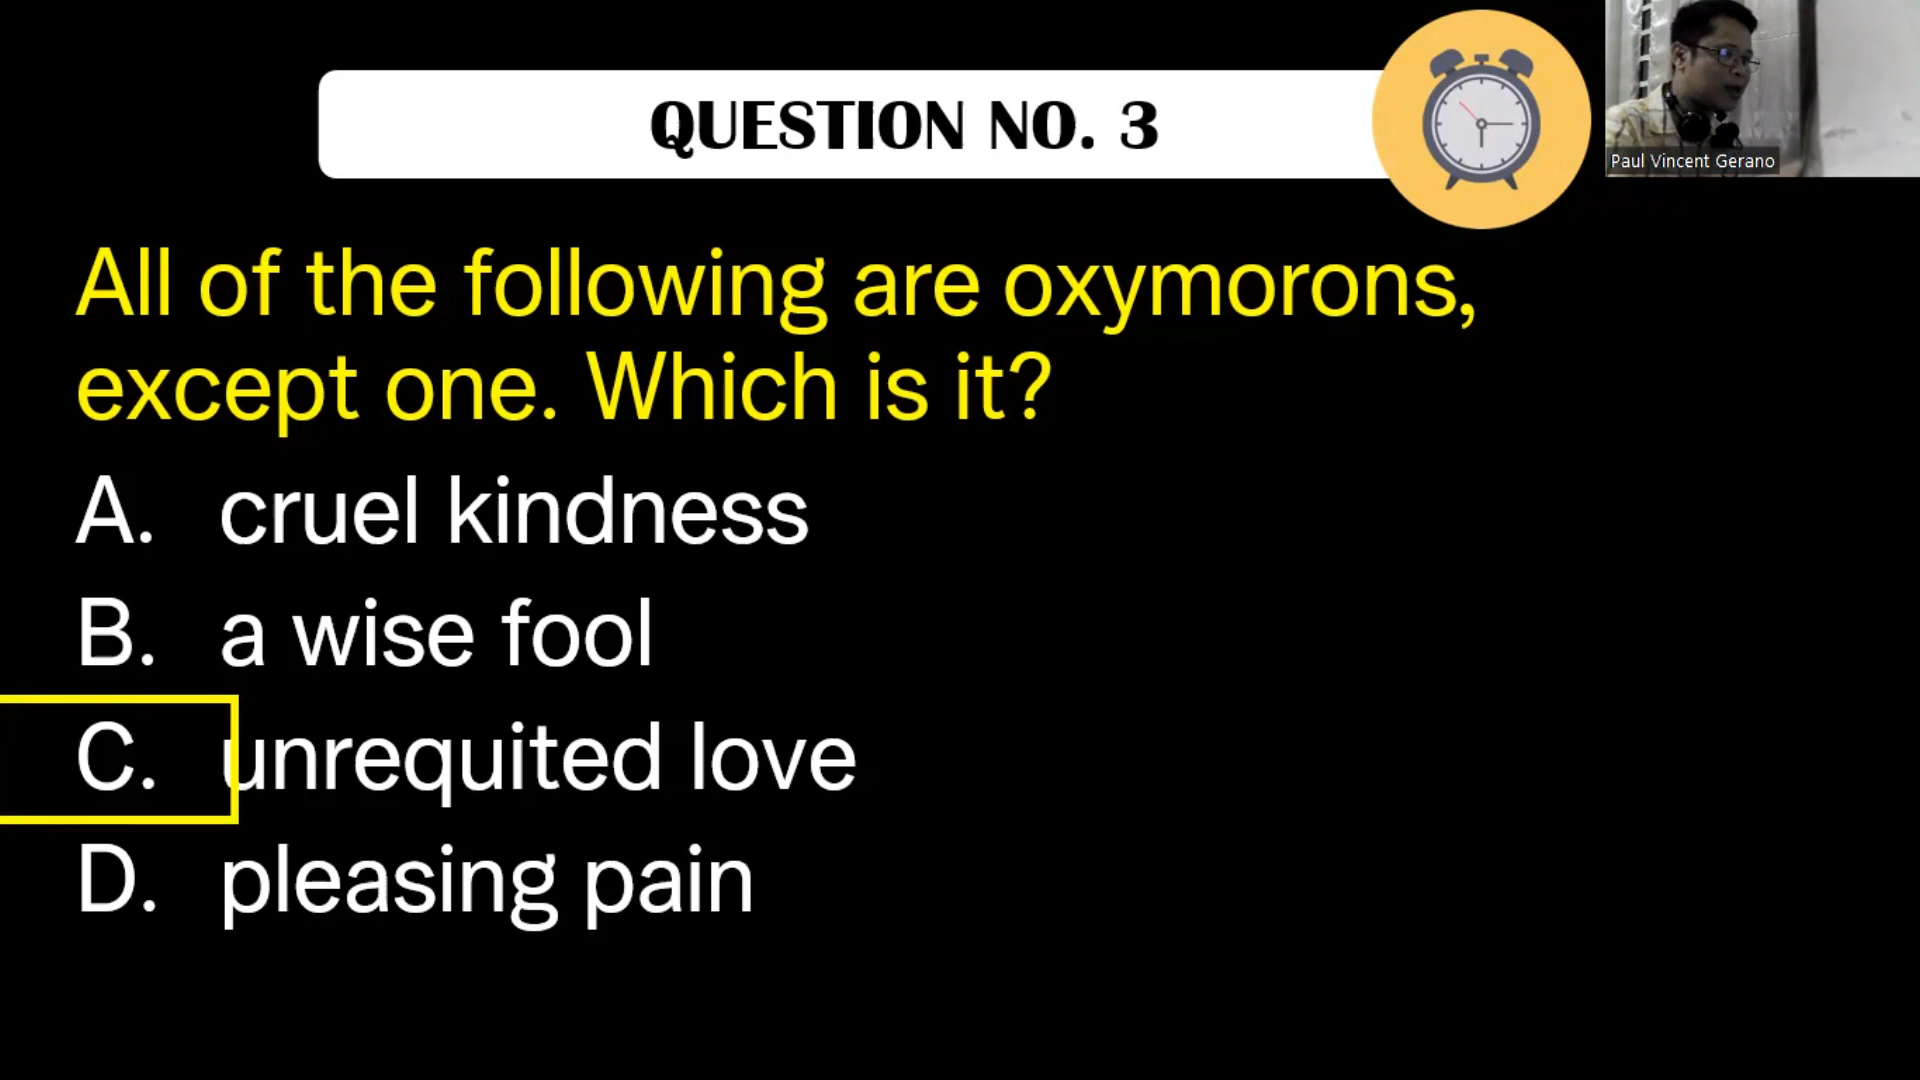 QUESTION NO. 3
Paul Vincent Gerano
All of the following are oxymorons,
except one. Which is it?
A. cruel kindness
B. a wise fool
C. unrequited love
D. pleasing pain